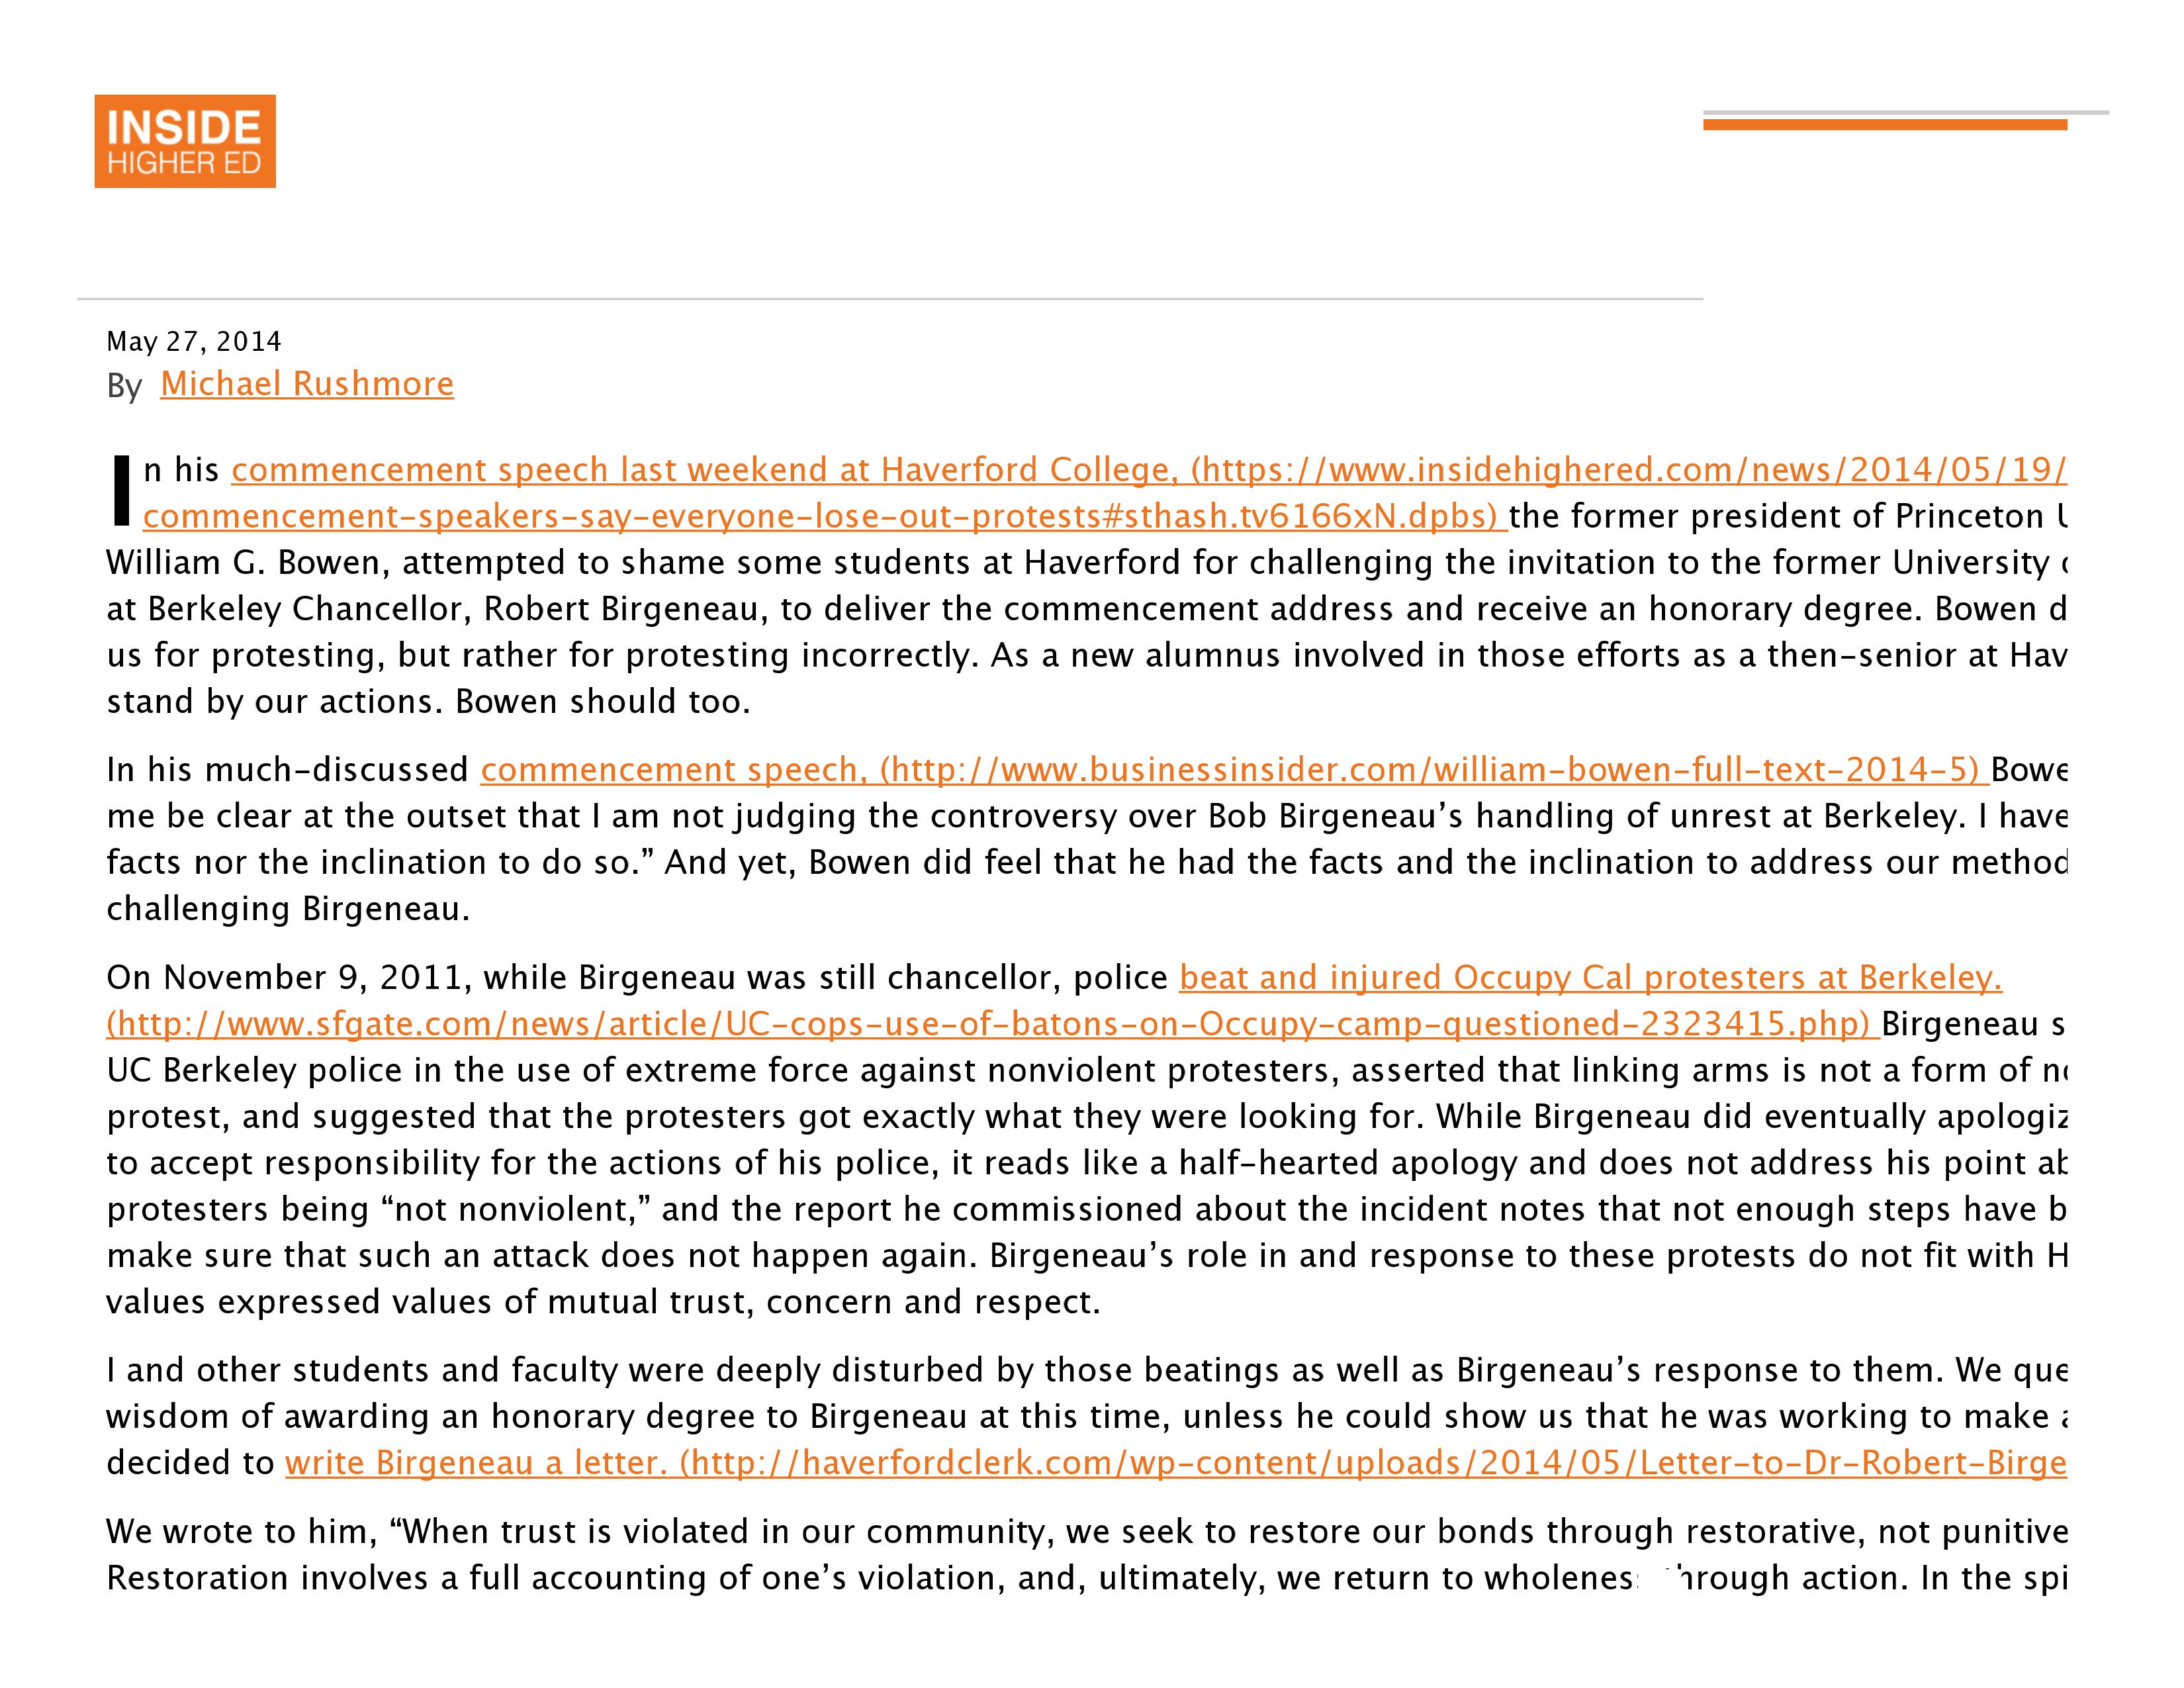 INSIDE
HIGHER ED
May 27, 2014
By Michael Rushmore
In his commencement speech last weekend at Haverford College, (https://www.insidehighered.com/news/2014/05/19/
commencement-speakers-say-everyone-lose-out-protests#sthash.tv6166xN.dpbs) the former president of Princeton
William G. Bowen, attempted to shame some students at Haverford for challenging the invitation to the former University
at Berkeley Chancellor, Robert Birgeneau, to deliver the commencement address and receive an honorary degree. Bowen d
us for protesting, but rather for protesting incorrectly. As a new alumnus involved in those efforts as a then-senior at Hav
stand by our actions. Bowen should too.
In his much-discussed commencement speech, (http://www.businessinsider.com/william-bowen-full-text-2014-5) Bowe
me be clear at the outset that I am not judging the controversy over Bob Birgeneau’s handling of unrest at Berkeley. I have
facts nor the inclination to do so.” And yet, Bowen did feel that he had the facts and the inclination to address our method
challenging Birgeneau.
On November 9, 2011, while Birgeneau was still chancellor, police beat and injured Occupy Cal protesters at Berkeley.
(http://www.sfgate.com/news/article/UC-cops-use-of-batons-on-Occupy-camp-questioned-2323415.php) Birgeneau s
UC Berkeley police in the use of extreme force against nonviolent protesters, asserted that linking arms is not a form of
protest, and suggested that the protesters got exactly what they were looking for. While Birgeneau did eventually apologiz
to accept responsibility for the actions of his police, it reads like a half-hearted apology and does not address his point ab
protesters being “not nonviolent,” and the report he commissioned about the incident notes that not enough steps have b
make sure that such an attack does not happen again. Birgeneau’s role in and response to these protests do not fit with H
values expressed values of mutual trust, concern and respect.
I and other students and faculty were deeply disturbed by those beatings as well as Birgeneau’s response to them. We que
wisdom of awarding an honorary degree to Birgeneau at this time, unless he could show us that he was working to make a
decided to write Birgeneau a letter. (http://haverfordclerk.com/wp-content/uploads/2014/05/Letter-to-Dr-Robert-Birge
We wrote to him, “When trust is violated in our community, we seek to restore our bonds through restorative, not punitive
Restoration involves a full accounting of one’s violation, and, ultimately, we return to wholeness through action. In the spi